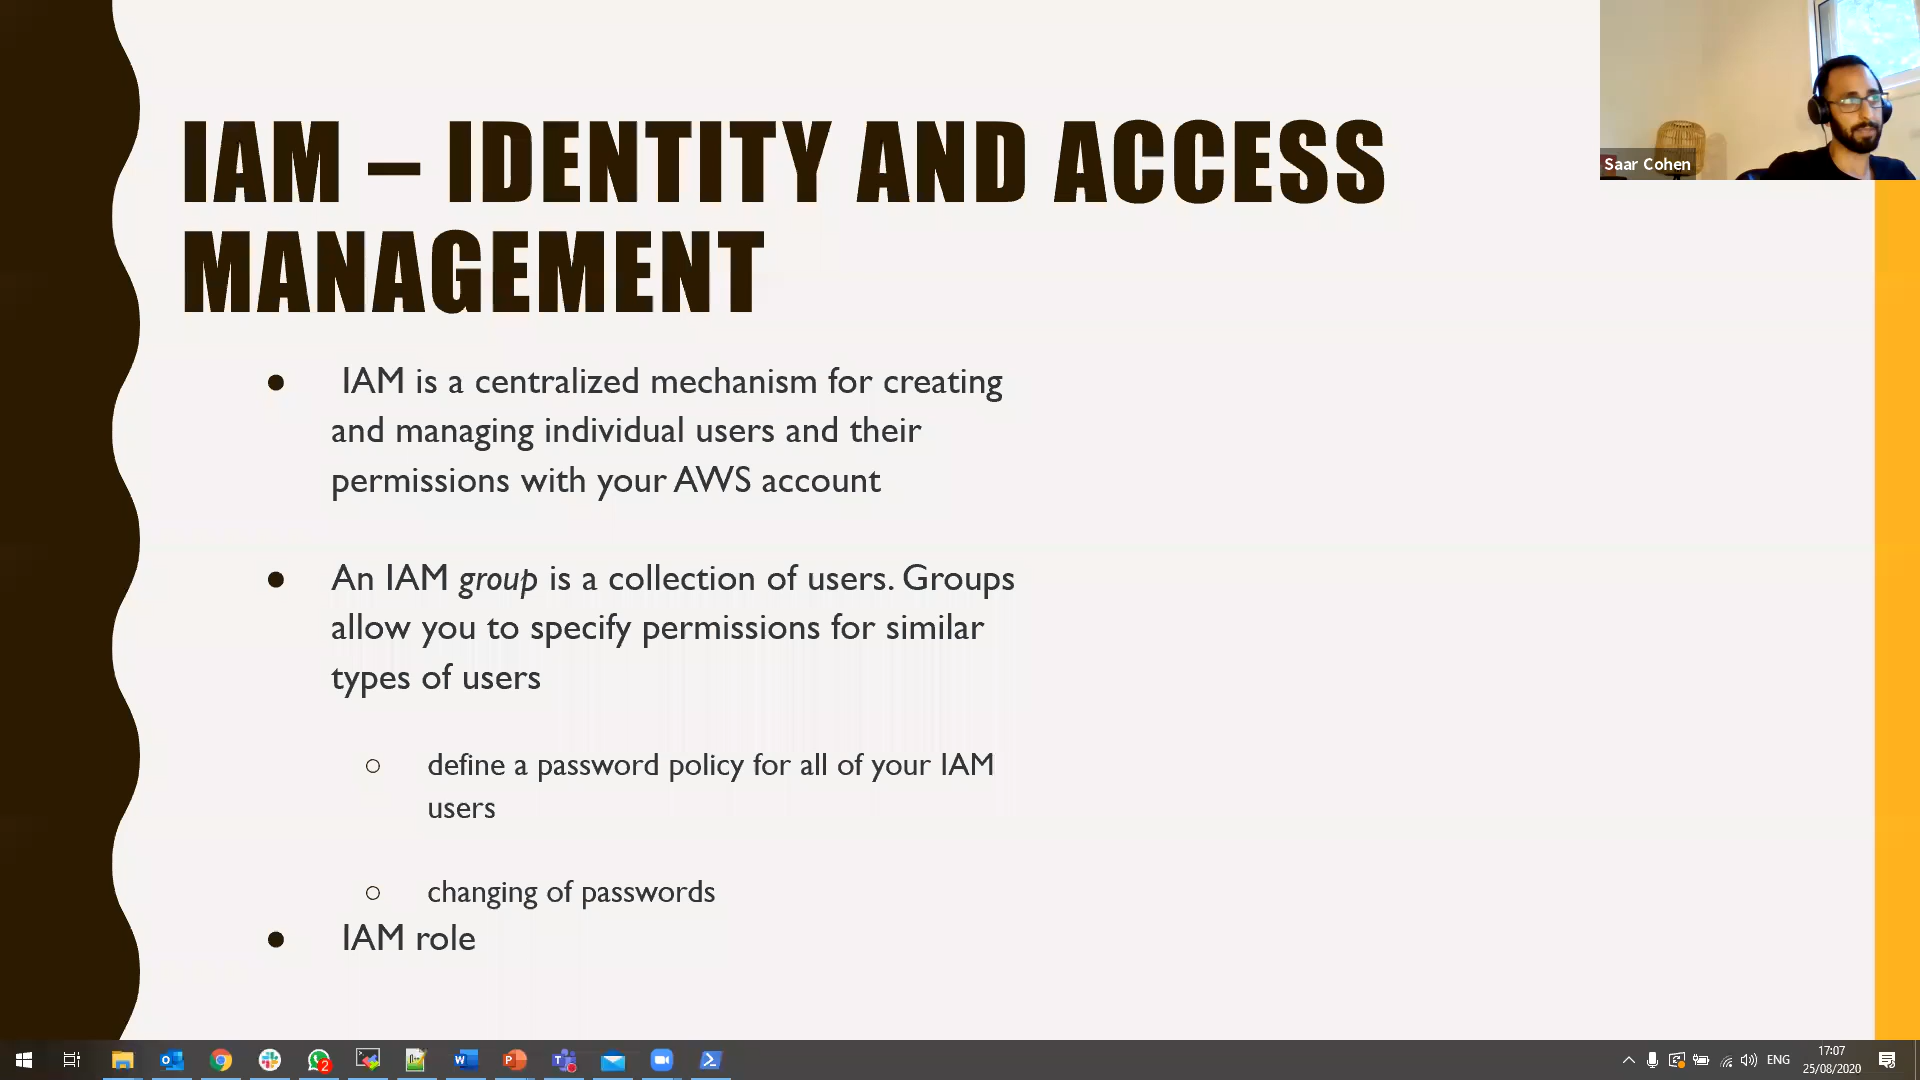 IAM – IDENTITY AND ACCESS
MANAGEMENT
Saar Cohen
IAM is a centralized mechanism for creating
and managing individual users and their
permissions with your AWS account
An IAM group is a collection of users. Groups
allow you to specify permissions for similar
types of users
define a password policy for all of your IAM
users
changing of passwords
IAM role
2
ENG
17:07
25/08/2020